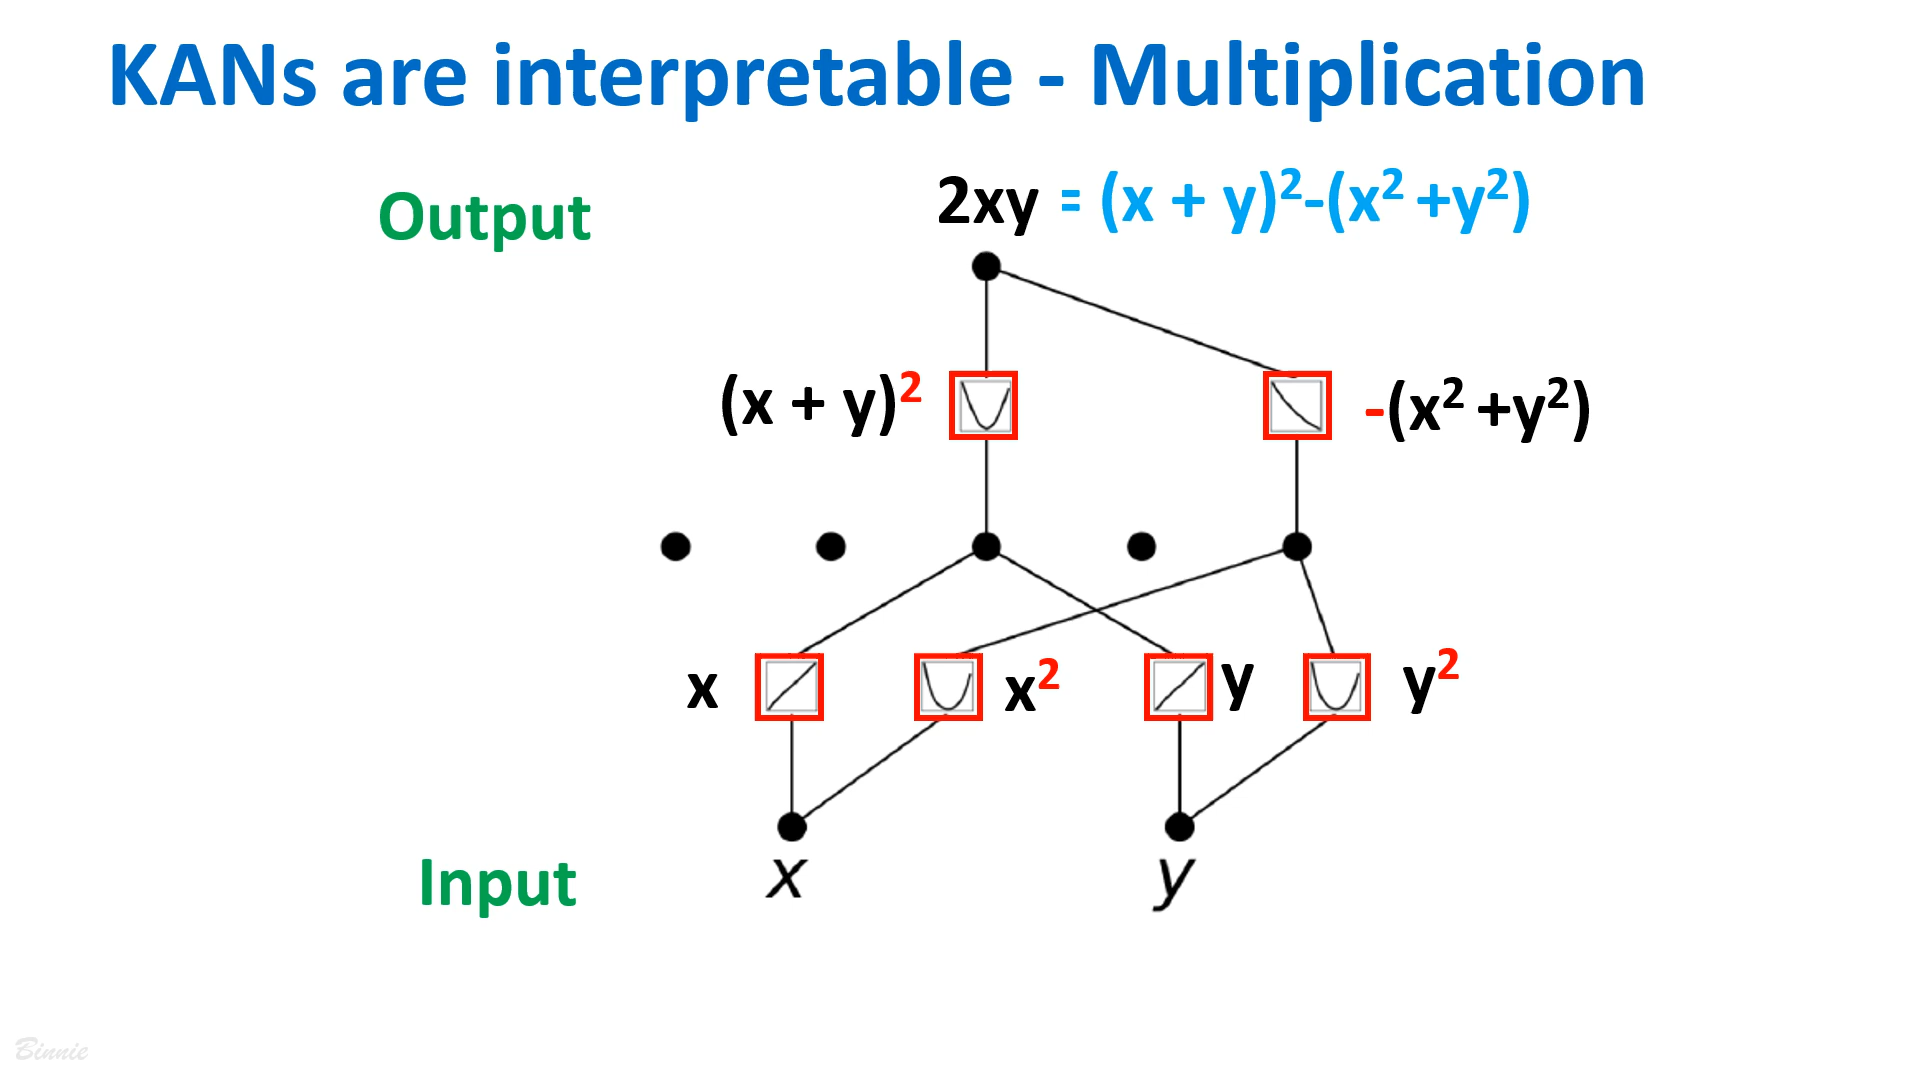 KANs are interpretable - Multiplication
Output
2xy = (x + y)²-(x² +y²)
(x + y)²
-(x² +y²)
x
x²
y
y²
x
y
Input
Binnie